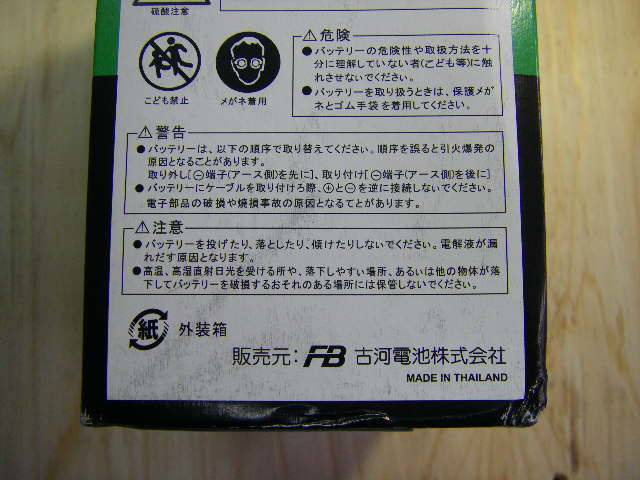 硫酸注意
こども禁止
メガネ着用
⚠危険
●バッテリーの危険性や取扱方法を十
分に理解していない者(こども等)に触
れさせないでください。
●バッテリーを取り扱うときは、保護メガ
ネとゴム手袋を着用してください。
⚠警告
●バッテリーは、以下の順序で取り替えてください。順序を誤ると引火爆発の
原因となることがあります。
取り外し[⊖端子(アース側)を先に]、取り付け[⊖端子(アース側)を後に]
●バッテリーにケーブルを取り付けろ際、⊕と⊖を逆に接続しないでください。
電子部品の破損や焼損事故の原因となるてとがあります。
⚠注意
●バッテリーを投げたり、落としたり、傾けたりしないでください。電解液が漏
れだす原因となります。
●高温、高湿直射日光を受ける所や、落下しやすい場所、あるいは他の物体が落
下してバッテリーを破損するおそれのある場所には保管しないでください。
紙 外装箱
販売元: FB 古河電池株式会社
MADE IN THAILAND